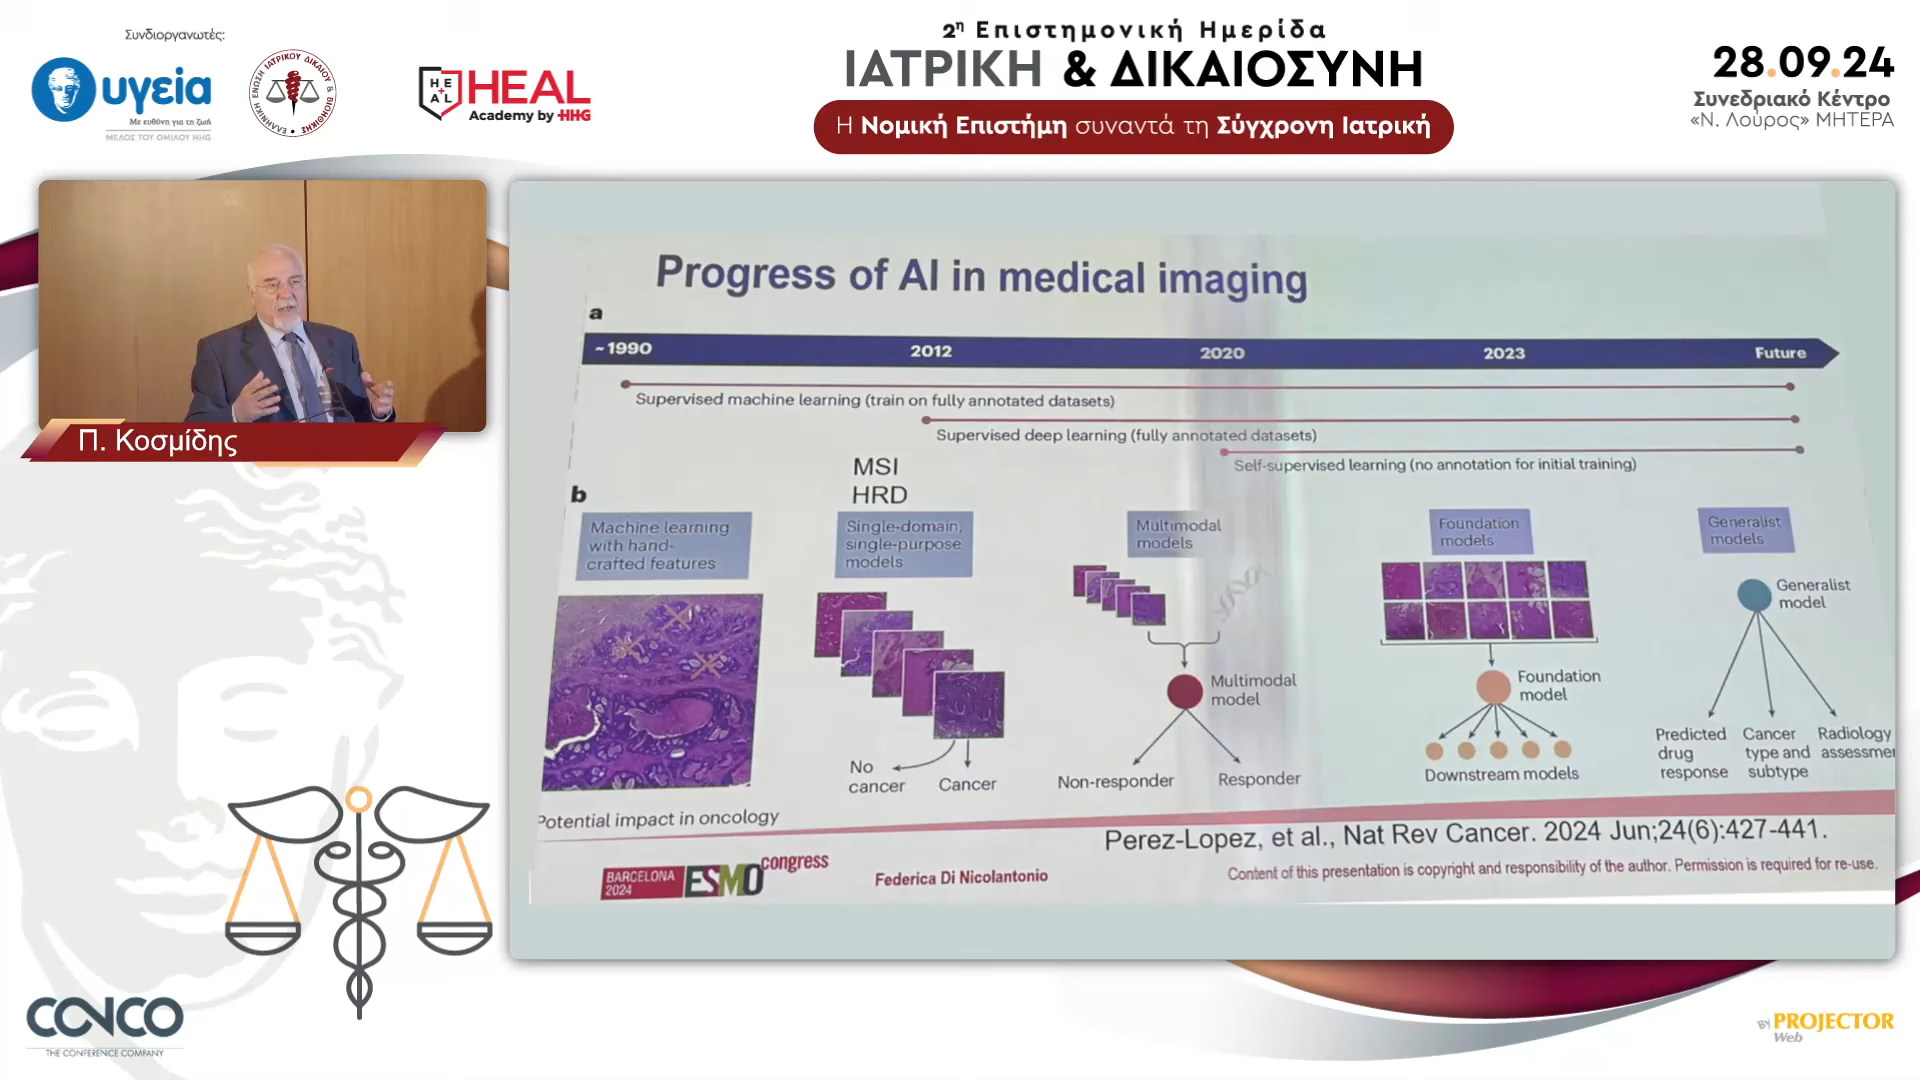 Συνδιοργανωτές:
υγεία
Με ευθύνη για τη ζωή
ΜΕΛΟΣ ΤΟΥ ΟΜΙΛΟΥ HHG
ΕΛΛΗΝΙΚΗ ΕΝΩΣΗ ΙΑΤΡΙΚΟΥ ΔΙΚΑΙΟΥ & ΒΙΟΗΘΙΚΗΣ
HE
AL
HEAL
Academy by HHG
2η Επιστημονική Ημερίδα
ΙΑΤΡΙΚΗ & ΔΙΚΑΙΟΣΥΝΗ
Η Νομική Επιστήμη συναντά τη Σύγχρονη Ιατρική
28.09.24
Συνεδριακό Κέντρο
«Ν. Λούρος» ΜΗΤΕΡΑ
Π. Κοσμίδης
Progress of AI in medical imaging
a
~1990 2012 2020 2023 Future
Supervised machine learning (train on fully annotated datasets)
Supervised deep learning (fully annotated datasets)
Self-supervised learning (no annotation for initial training)
MSI
HRD
b
Machine learning
with hand-
crafted features
Single-domain,
single-purpose
models
Multimodal
models
Foundation
models
Generalist
models
No
cancer
Cancer
Multimodal
model
Non-responder
Responder
Foundation
model
Downstream models
Generalist
model
Predicted
drug
response
Cancer
type and
subtype
Radiology
assessmen
Potential impact in oncology
Perez-Lopez, et al., Nat Rev Cancer. 2024 Jun;24(6):427-441.
BARCELONA
2024
ESMO congress
Federica Di Nicolantonio
Content of this presentation is copyright and responsibility of the author. Permission is required for re-use.
CONCO
THE CONFERENCE COMPANY
BY PROJECTOR
Web